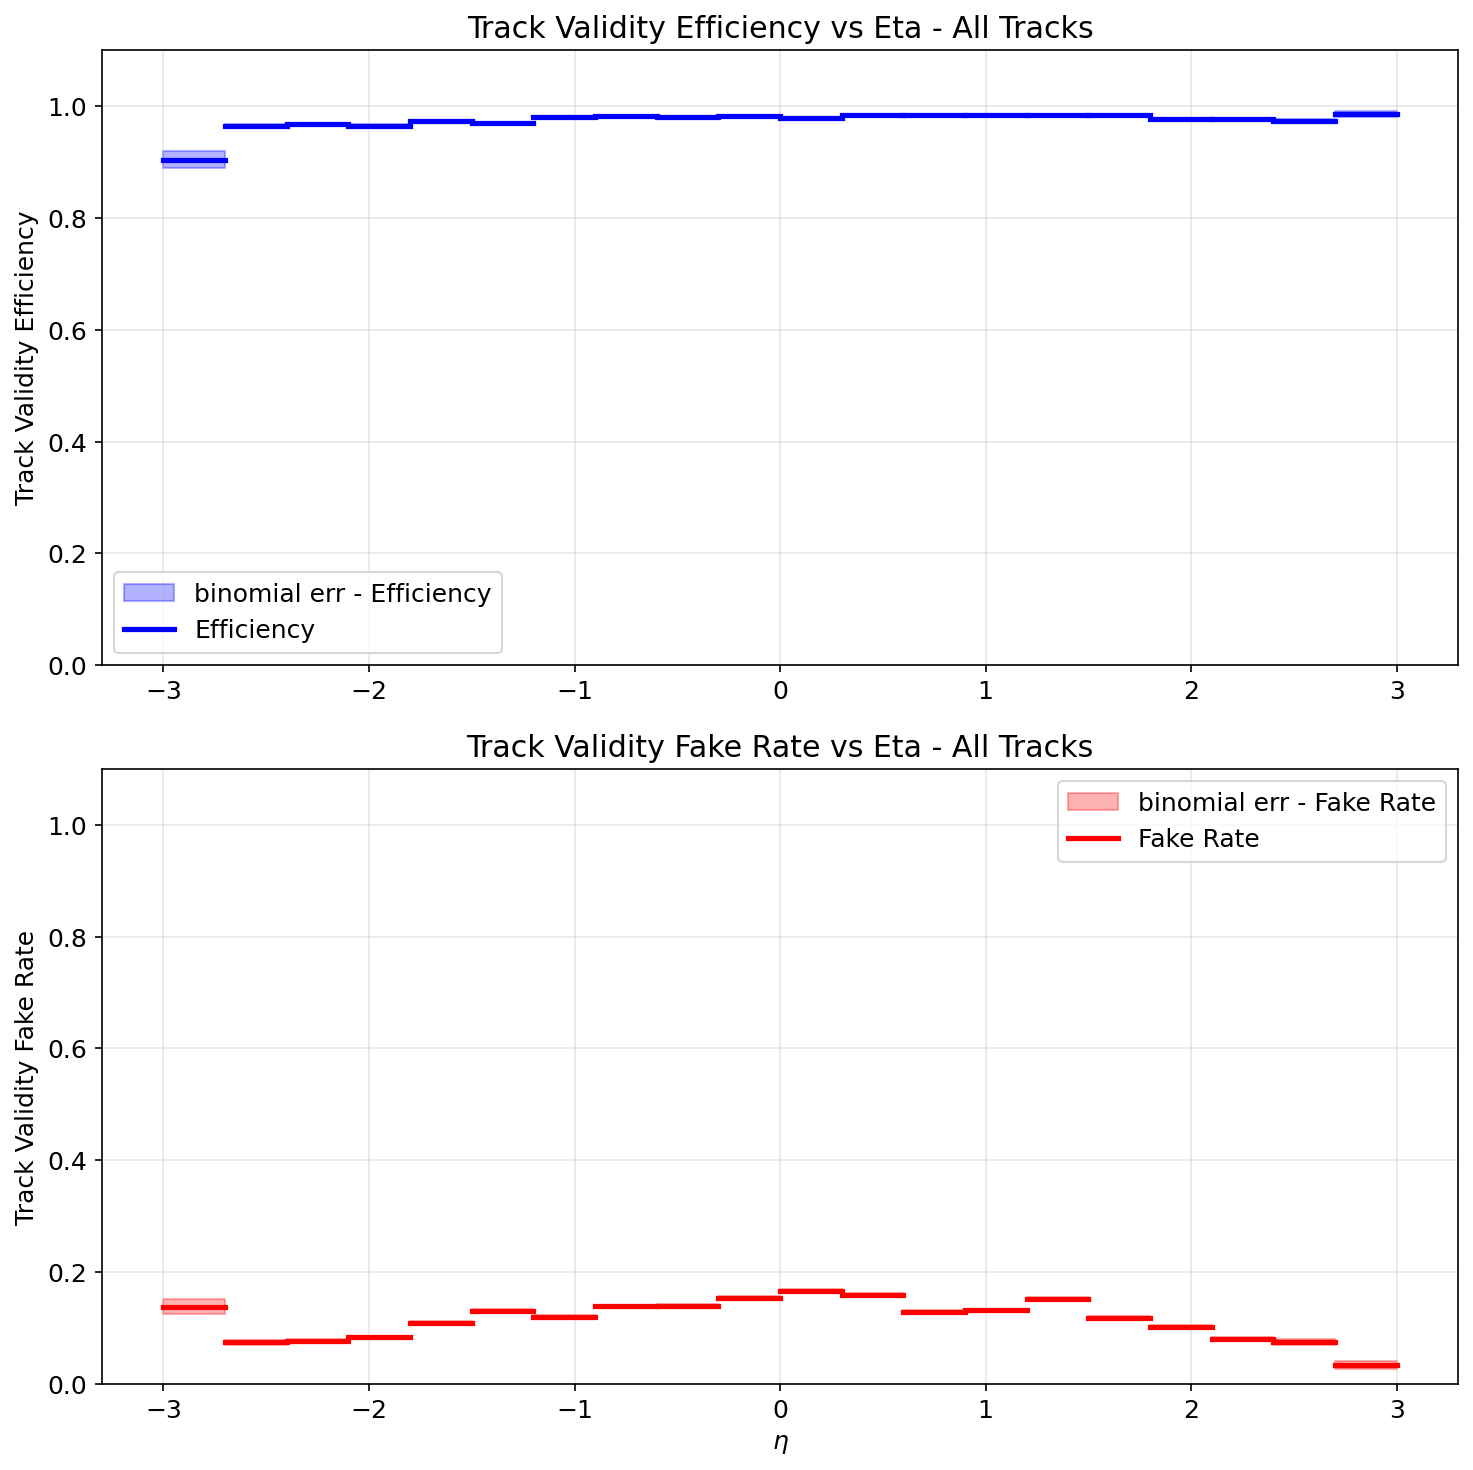 Track Validity Efficiency vs Eta - All Tracks
Track Validity Efficiency
1.0
0.8
0.6
0.4
0.2
0.0
binomial err - Efficiency
Efficiency
−3 −2 −1 0 1 2 3
Track Validity Fake Rate vs Eta - All Tracks
Track Validity Fake Rate
1.0
0.8
0.6
0.4
0.2
0.0
binomial err - Fake Rate
Fake Rate
−3 −2 −1 0 1 2 3
η